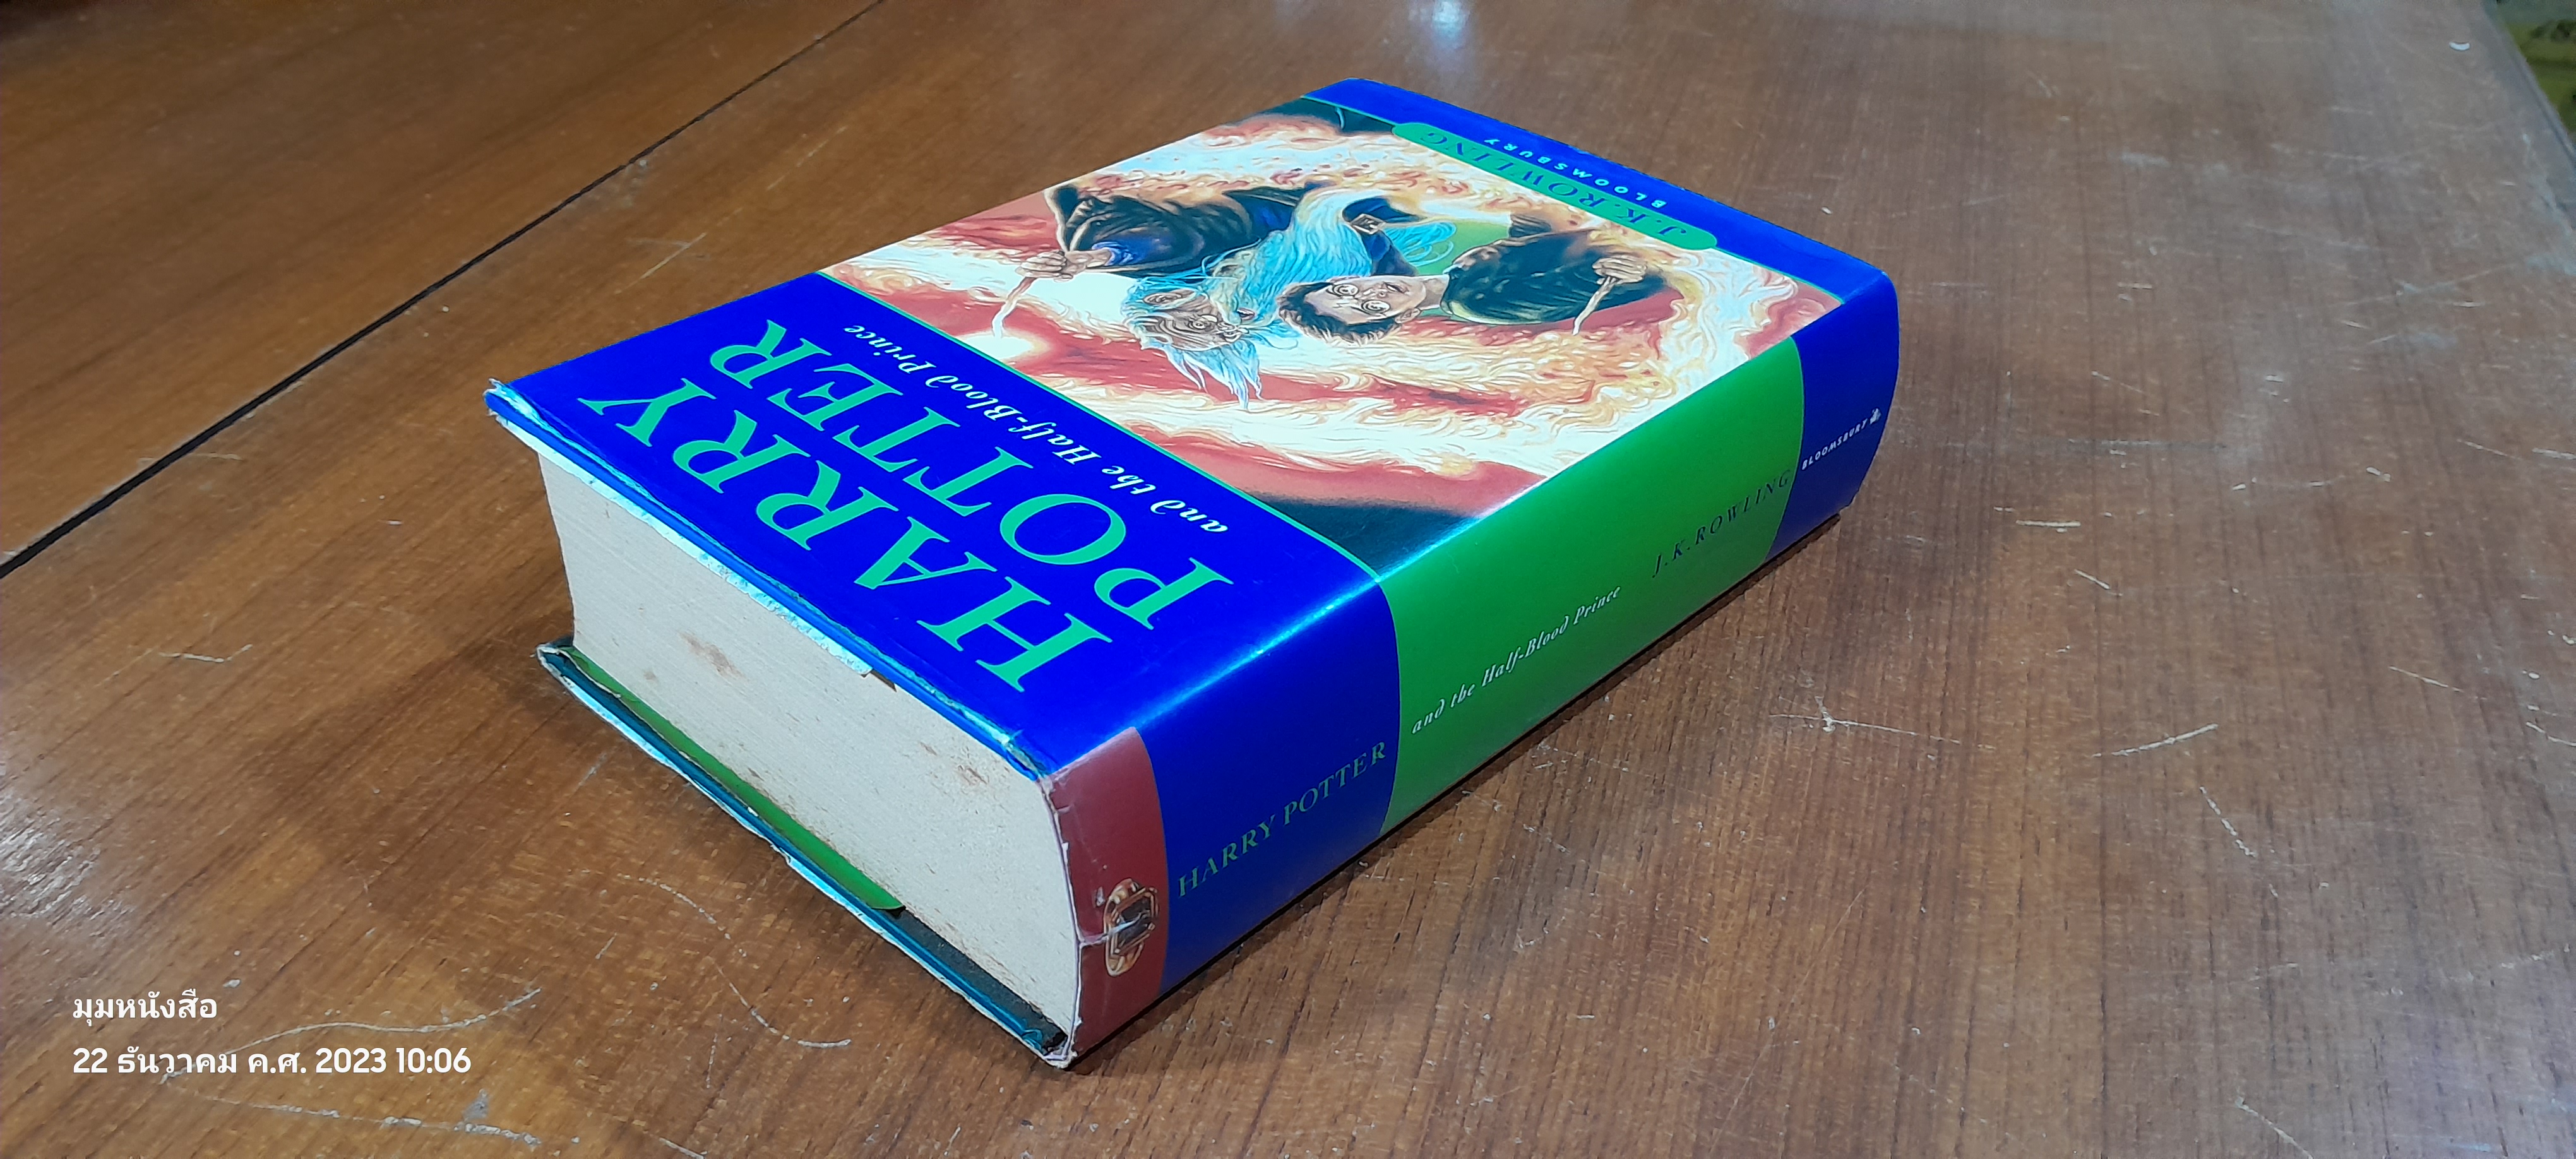 HARRY
POTTER
and the Half-Blood Prince
J.K.ROWLING
BLOOMSBURY
HARRY POTTER
and the Half-Blood Prince
J.K.ROWLING
BLOOMSBURY
มุมหนังสือ
22 ธันวาคม ค.ศ. 2023 10:06